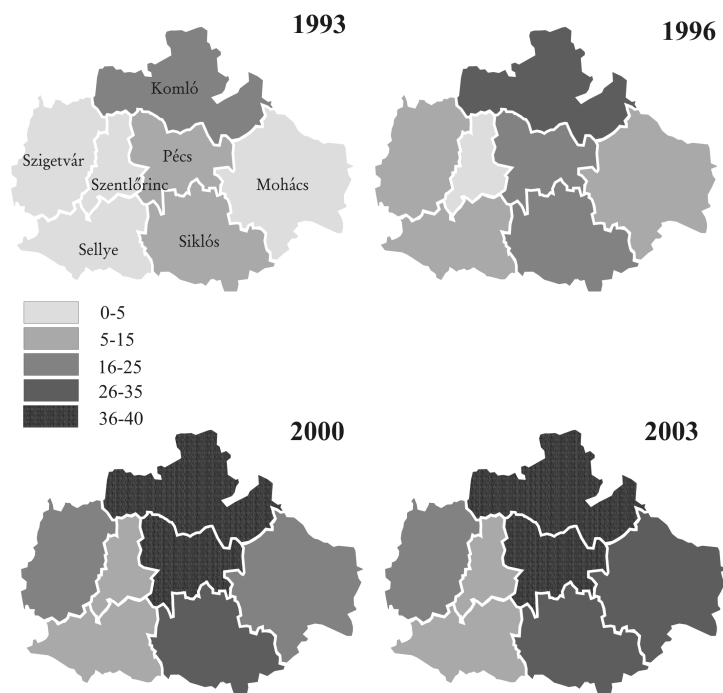 1993
1996
Komló
Pécs
Szigetvár
Szentlőrinc
Mohács
Siklós
Sellye
0-5
5-15
16-25
26-35
36-40
2000
2003